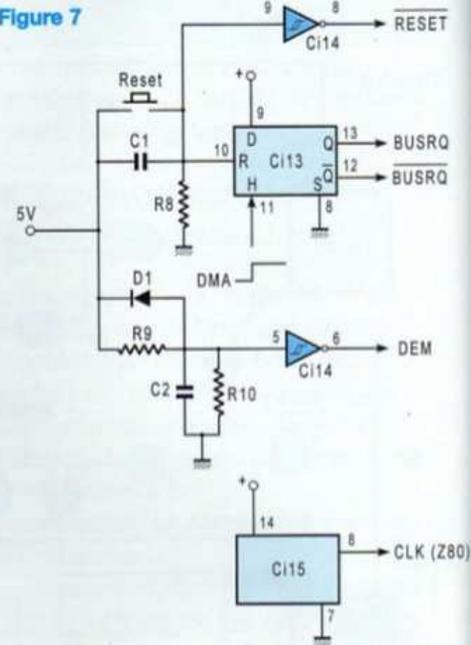 Figure 7
9
8
Ci14
RESET
Reset
+
9
D
C1
10
R
Ci13
Q
13
BUSRQ
Q
12
BUSRQ
H
S
R8
11
8
5V
DMA
D1
R9
5
6
DEM
Ci14
C2
R10
+
14
Ci15
8
CLK (Z80)
7